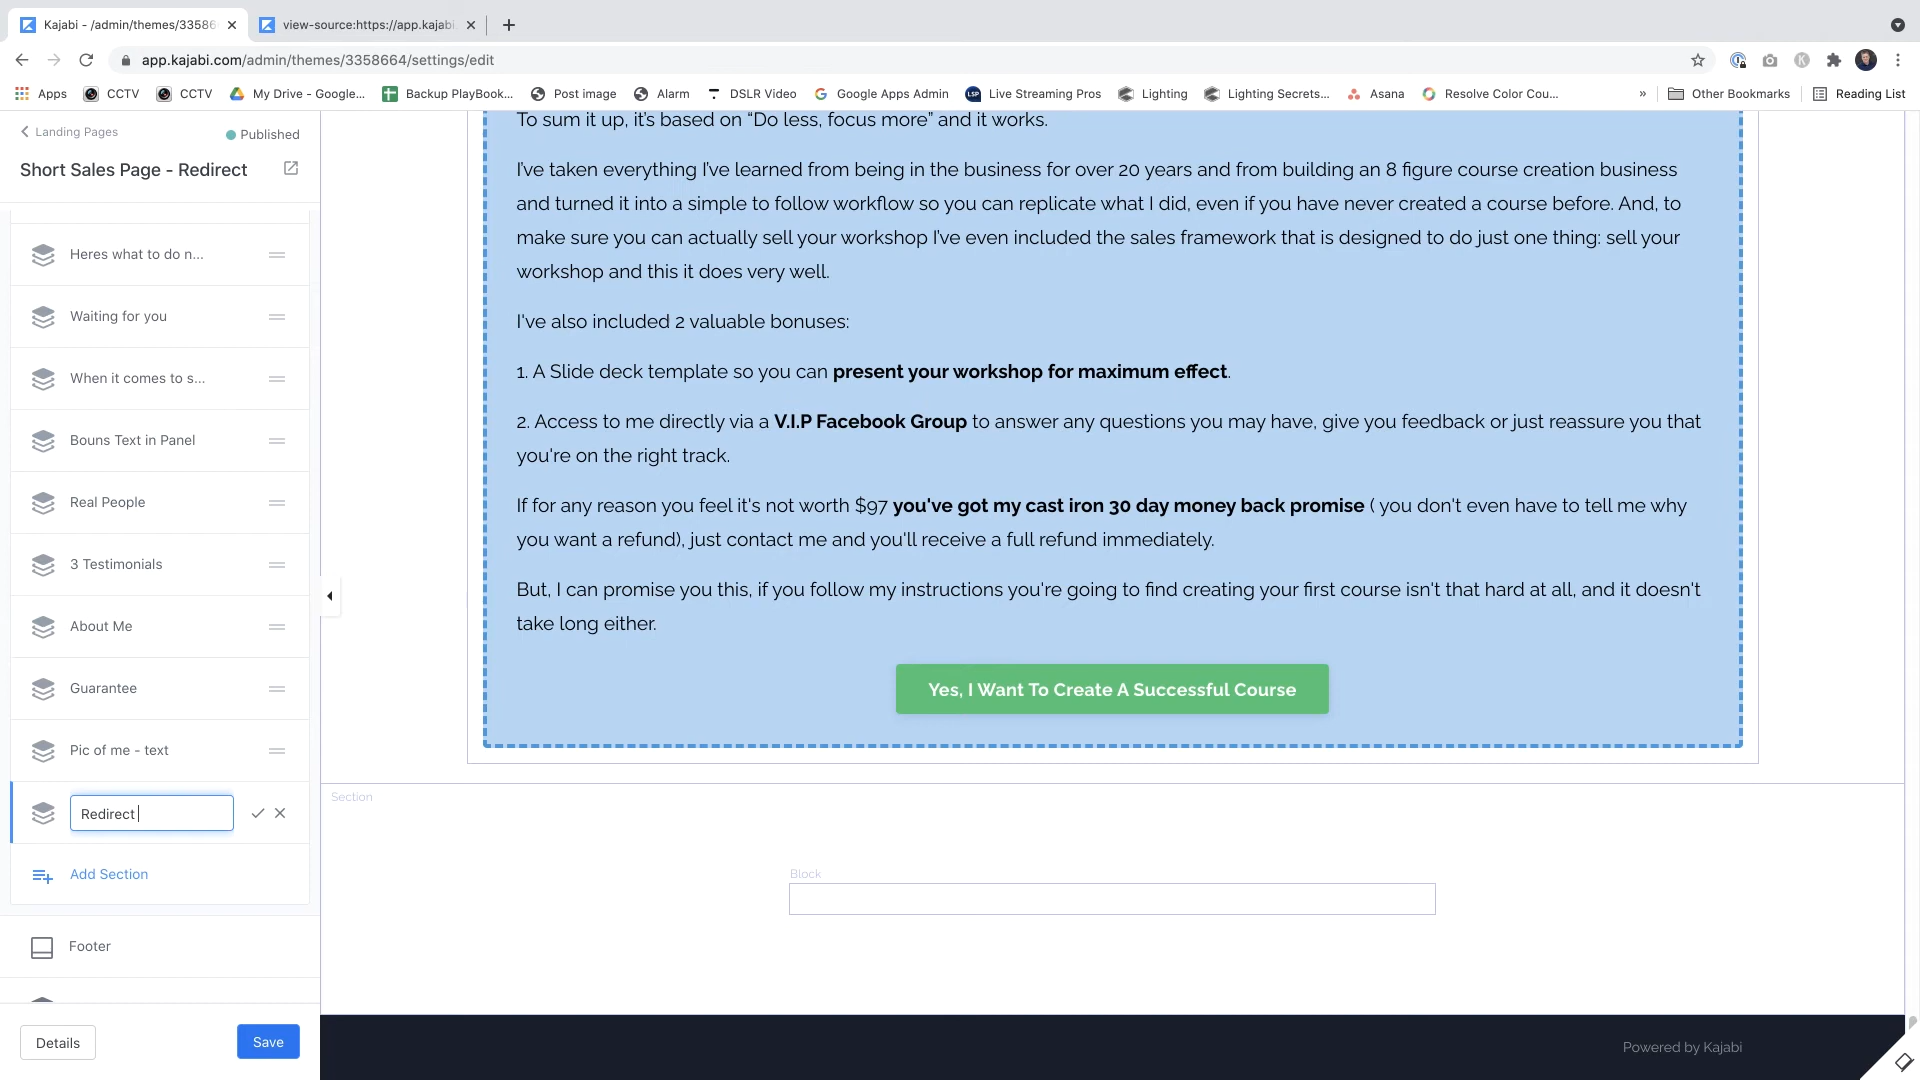 Kajabi - /admin/themes/33586
view-source:https://app.kajabi.
app.kajabi.com/admin/themes/3358664/settings/edit
Apps
CCTV
CCTV
My Drive - Google...
Backup PlayBook...
Post image
Alarm
DSLR Video
Google Apps Admin
Live Streaming Pros
Lighting
Lighting Secrets...
Asana
Resolve Color Cou...
»
Other Bookmarks
Reading List
Landing Pages
Published
Short Sales Page - Redirect
Heres what to do n...
Waiting for you
When it comes to s...
Bouns Text in Panel
Real People
3 Testimonials
About Me
Guarantee
Pic of me - text
Redirect
Add Section
Footer
Details
Save
To sum it up, it's based on “Do less, focus more” and it works.
I've taken everything I've learned from being in the business for over 20 years and from building an 8 figure course creation business
and turned it into a simple to follow workflow so you can replicate what I did, even if you have never created a course before. And, to
make sure you can actually sell your workshop I've even included the sales framework that is designed to do just one thing: sell your
workshop and this it does very well.
I've also included 2 valuable bonuses:
1. A Slide deck template so you can present your workshop for maximum effect.
2. Access to me directly via a V.I.P Facebook Group to answer any questions you may have, give you feedback or just reassure you that
you're on the right track.
If for any reason you feel it's not worth $97 you've got my cast iron 30 day money back promise ( you don't even have to tell me why
you want a refund), just contact me and you'll receive a full refund immediately.
But, I can promise you this, if you follow my instructions you're going to find creating your first course isn't that hard at all, and it doesn't
take long either.
Yes, I Want To Create A Successful Course
Section
Block
Powered by Kajabi